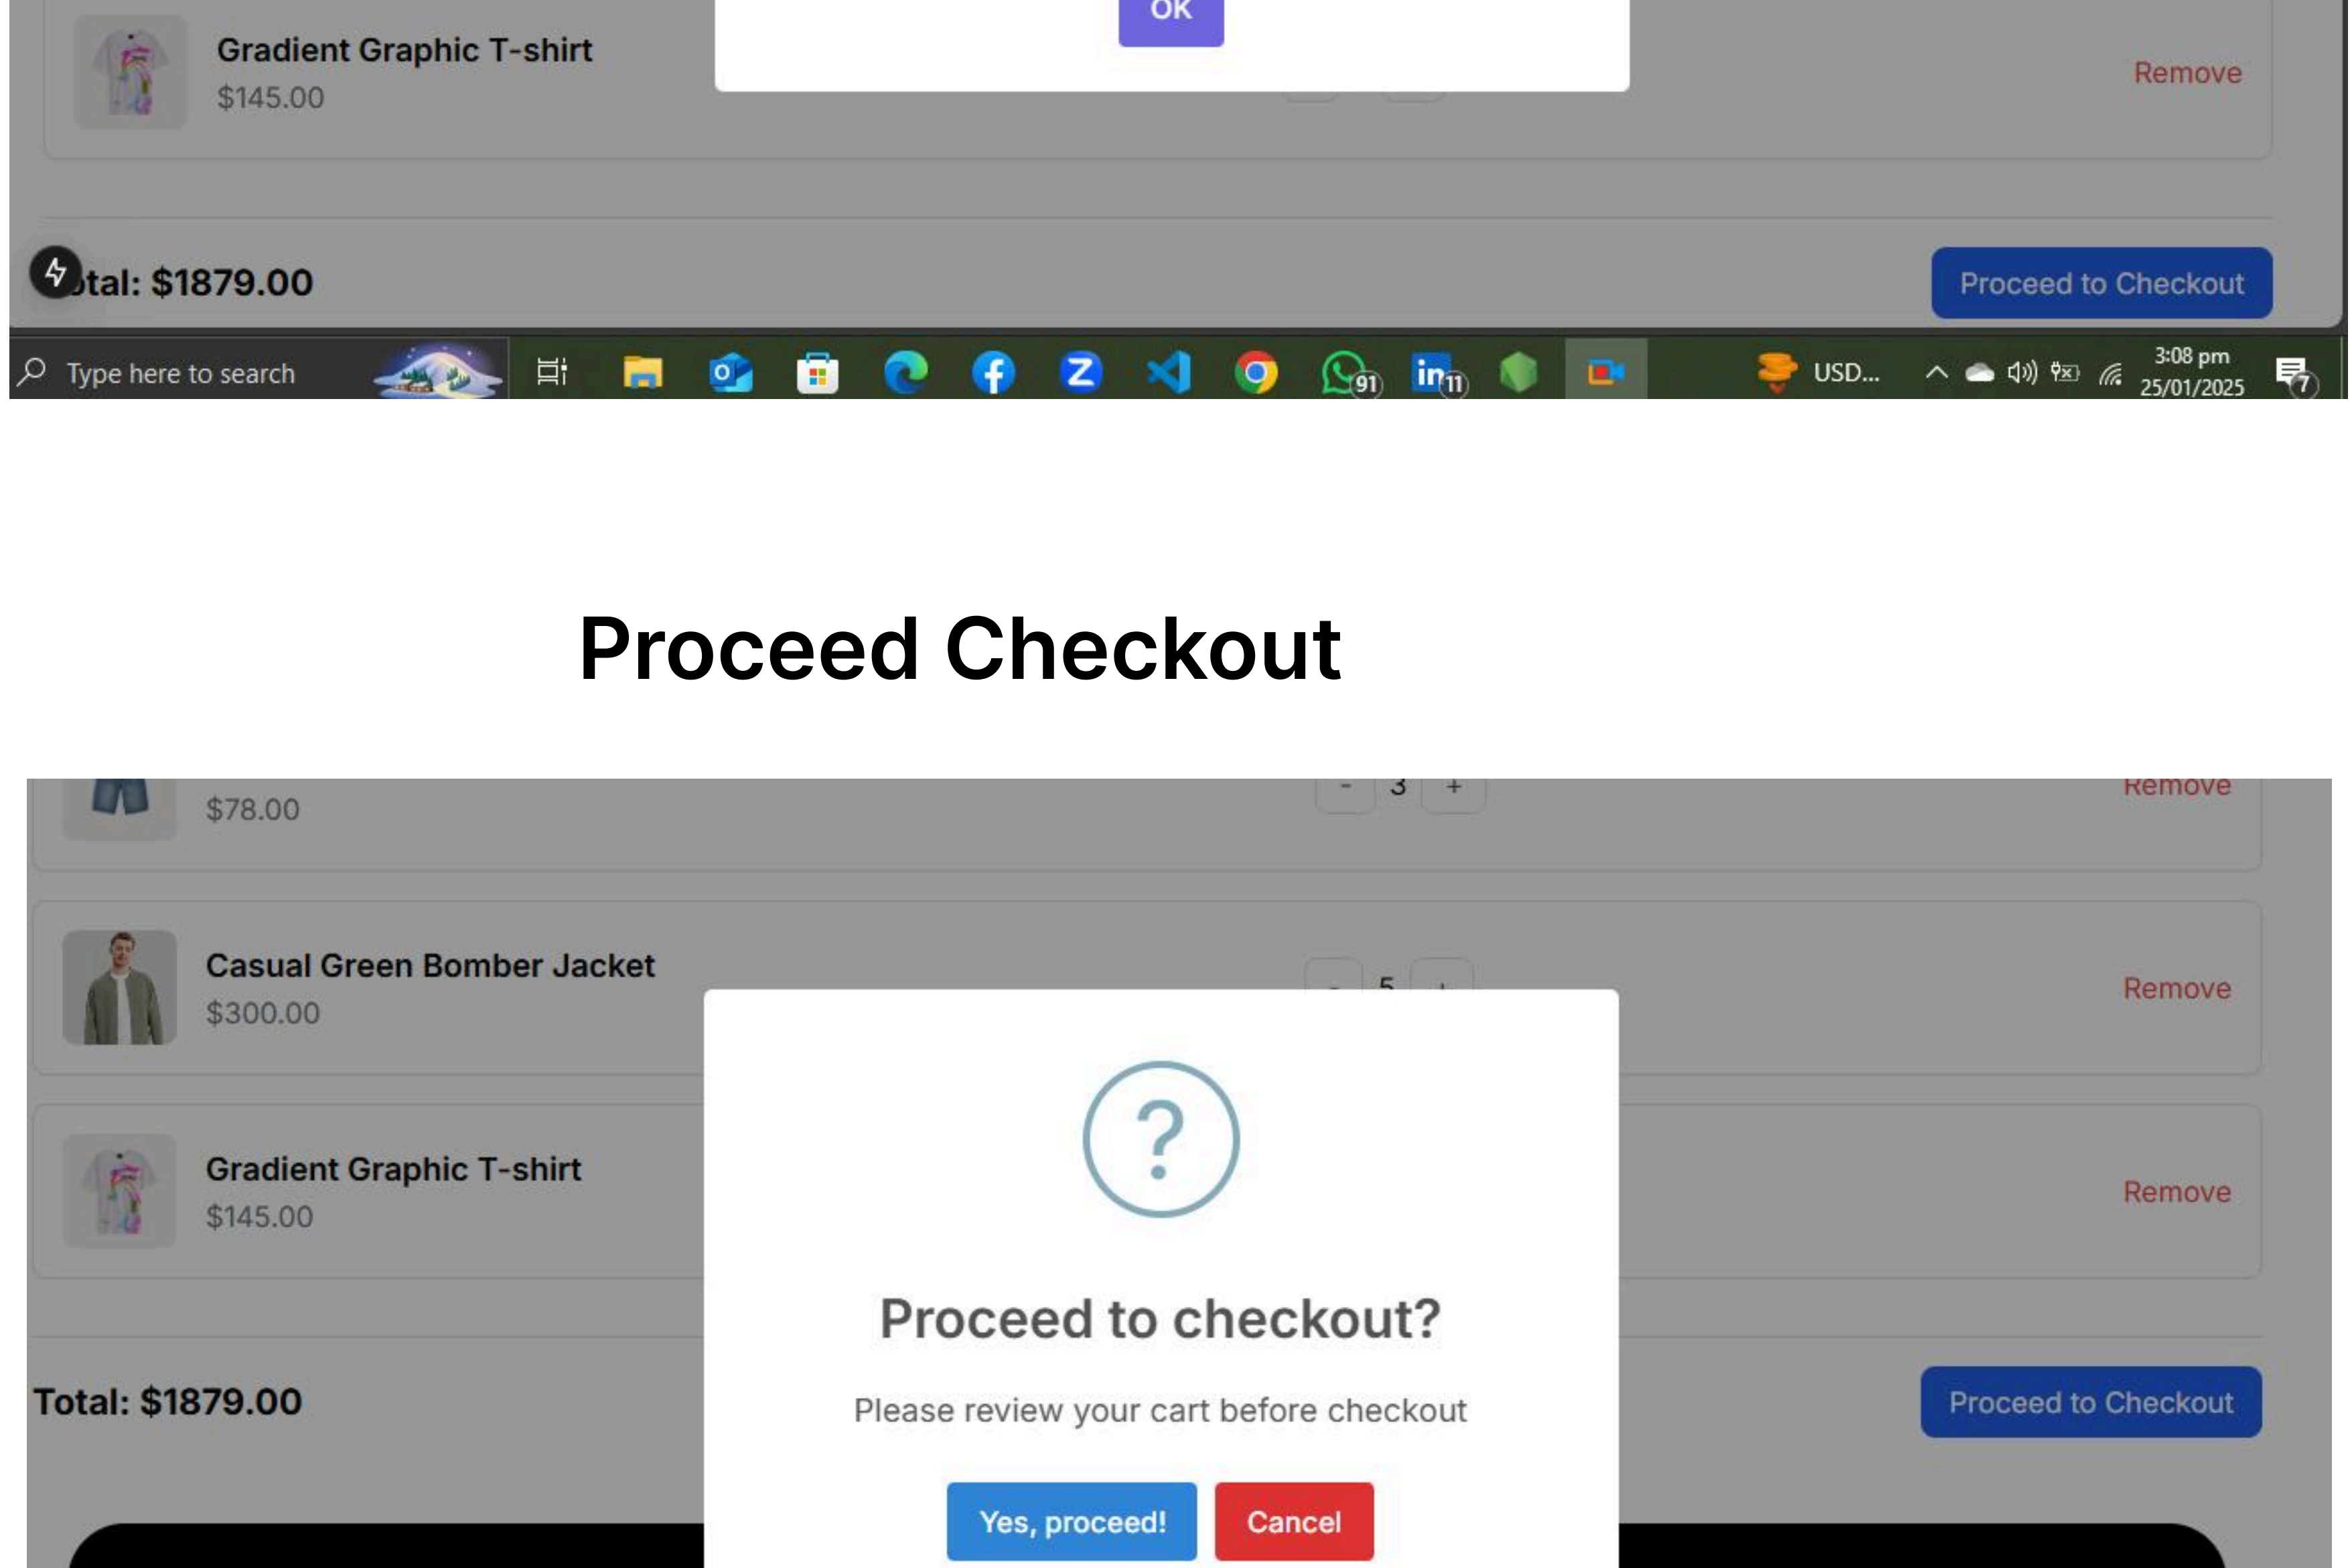 OK
Gradient Graphic T-shirt
$145.00
Remove
tal: $1879.00
Proceed to Checkout
Type here to search
91
11
USD...
3:08 pm
25/01/2025
7
Proceed Checkout
$78.00
- 3 +
Remove
Casual Green Bomber Jacket
$300.00
- 5 +
Remove
Gradient Graphic T-shirt
$145.00
Remove
?
Proceed to checkout?
Please review your cart before checkout
Total: $1879.00
Proceed to Checkout
Yes, proceed!
Cancel